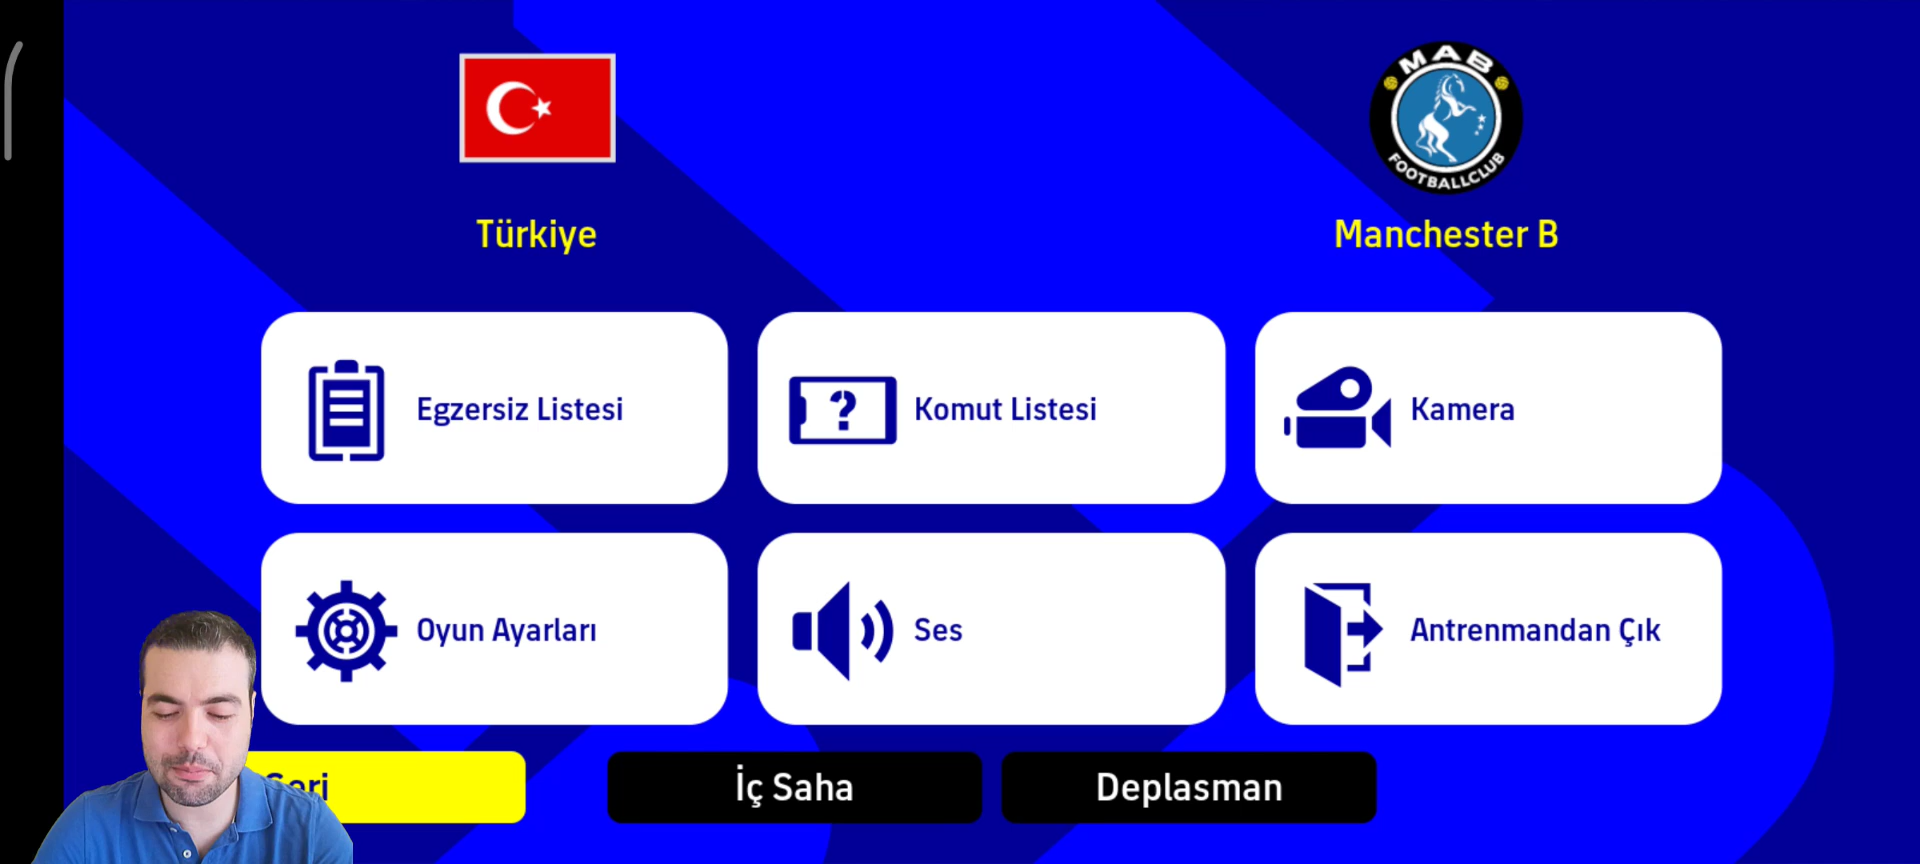 MAB
FOOTBALLCLUB
Türkiye
Manchester B
Egzersiz Listesi
Komut Listesi
?
Kamera
Oyun Ayarları
Ses
Antrenmandan Çık
İç Saha
Deplasman